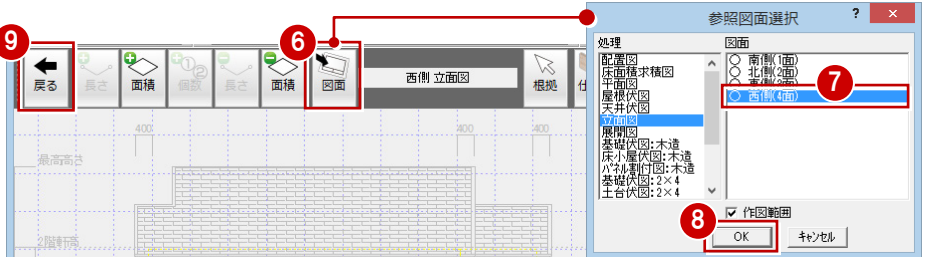 9
6
戻る
長さ
面積
個数
長さ
面積
図面
西側 立面図
根拠
400
400
400
最高高さ
2階軒高
参照図面選択
?
×
処理
配置図
床面積求積図
平面図
屋根伏図
天井伏図
立面図
展開図
基礎伏図:木造
床小屋伏図:木造
パネル割付図:木造
基礎伏図:2×4
土台伏図:2×4
図面
南側(1面)
北側(2面)
西側(4面)
7
作図範囲
8
OK
キャンセル